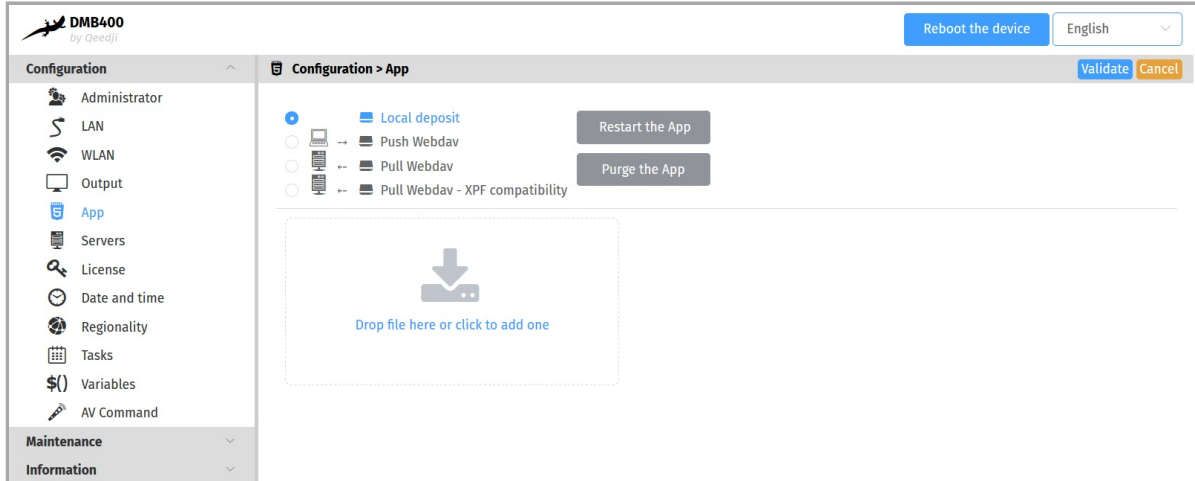 DMB400
by Qeedji
Reboot the device
English
Configuration
Configuration > App
Validate
Cancel
Administrator
LAN
WLAN
Output
App
Servers
License
Date and time
Regionality
Tasks
$() Variables
AV Command
Maintenance
Information
Local deposit
Push Webdav
Pull Webdav
Pull Webdav - XPF compatibility
Restart the App
Purge the App
Drop file here or click to add one